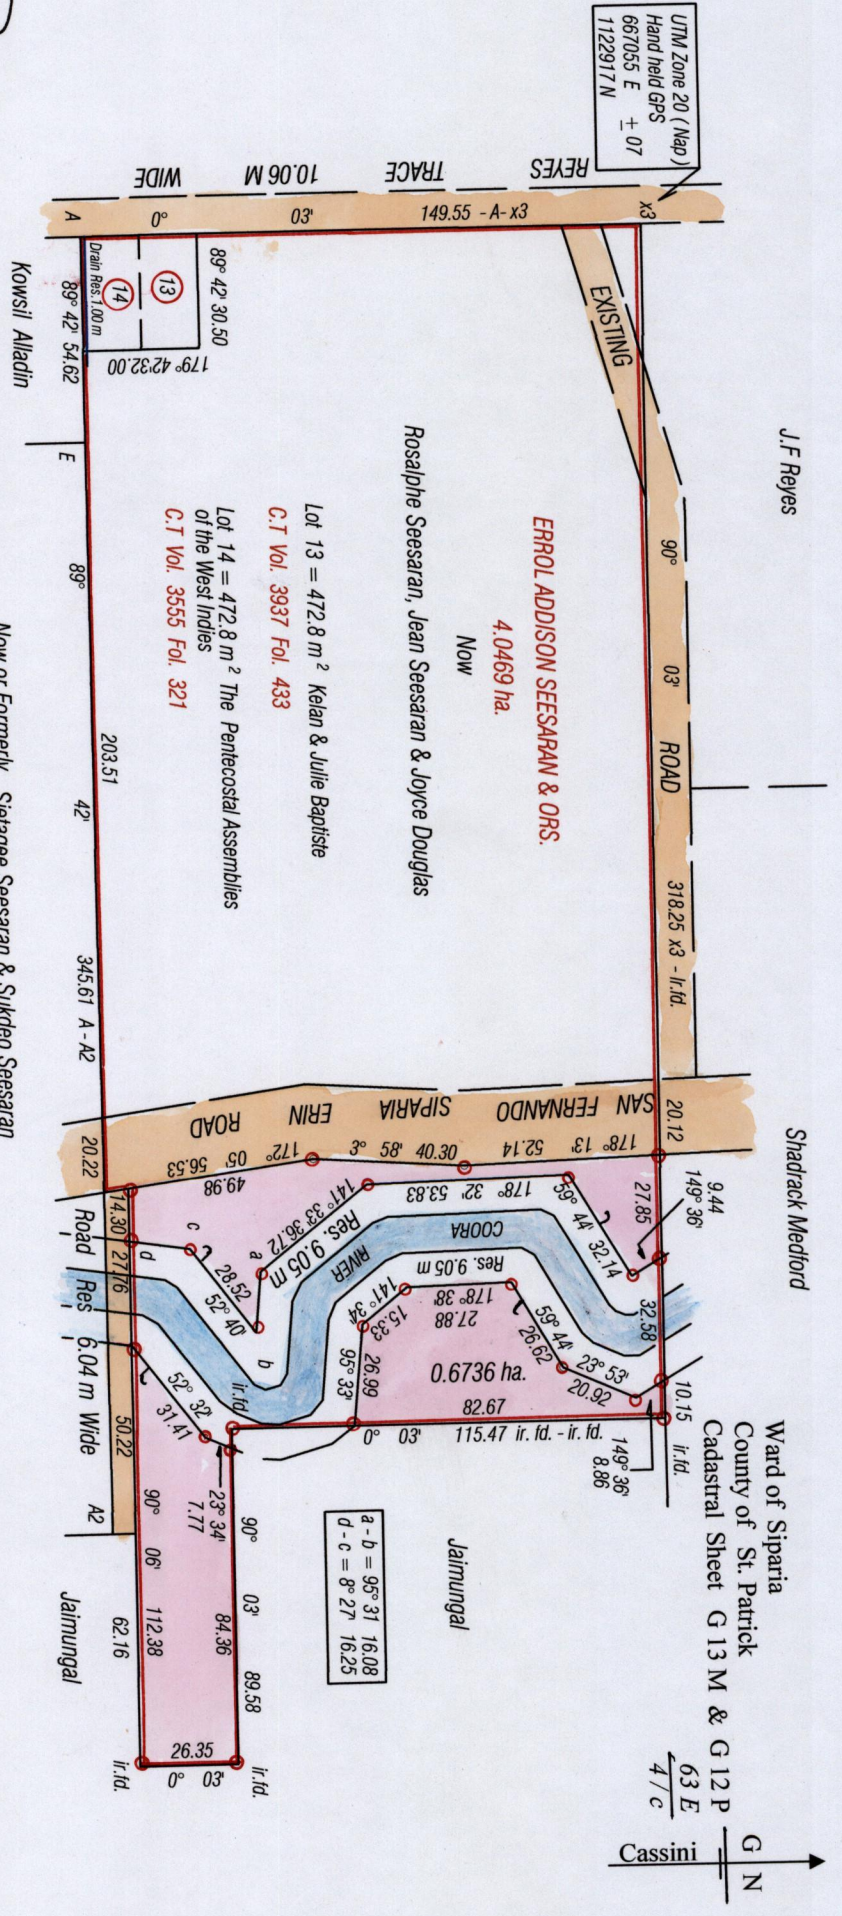 Ward of Siparia
County of St. Patrick
Cadastral Sheet G 13 M & G 12 P
63 E
4 / c
G N
Cassini
UTM Zone 20 ( Nap )
Hand held GPS
667055 E ± 07
1122917 N
J.F Reyes
Shadrack Medford
x3
90° 03' 318.25 x3 - Ir.fd.
EXISTING ROAD
20.12
REYES TRACE 10.06 M WIDE
149.55 - A- x3
0° 03'
A
ERROL ADDISON SEESARAN & ORS.
4.0469 ha.
Now
Rosalphe Seesaran, Jean Seesaran & Joyce Douglas
Lot 13 = 472.8 m² Kelan & Julie Baptiste
C.T Vol. 3937 Fol. 433
Lot 14 = 472.8 m² The Pentecostal Assemblies
of the West Indies
C.T Vol. 3555 Fol. 321
89° 42' 30.50
179° 42' 32.00
13
14
Drain Res.1.00 m
89° 42' 54.62
Kowsil Alladin
E
89° 42' 345.61 A - A2
203.51
Now or Formerly Sietagee Seesaran & Sukdeo Seesaran
SAN FERNANDO SIPARIA ERIN ROAD
178° 13' 52.14
3° 58' 40.30
172° 05' 56.53
49.98
20.22
27.85
9.44
149° 36'
59° 44' 32.14
178° 32' 53.83
141° 33' 36.72
Res. 9.05 m
COORA RIVER
Res. 9.05 m
32.58
10.15
ir.fd.
a
b
c
d
28.52
52° 40'
14.30
27.76
Road Res 6.04 m Wide
50.22
A2
141° 34'
15.33
178° 38'
27.88
59° 44'
26.62
23° 53'
20.92
95° 33'
26.99
0.6736 ha.
82.67
0° 03' 115.47 ir. fd. - ir. fd.
149° 36'
8.86
ir.fd
52° 32'
31.41
23° 34'
7.77
a - b = 95° 31' 16.08
d - c = 8° 27' 16.25
Jaimungal
90° 03' 89.58
84.36
90° 06' 112.38
62.16
26.35
0° 03'
ir.fd.
ir.fd.
Jaimungal